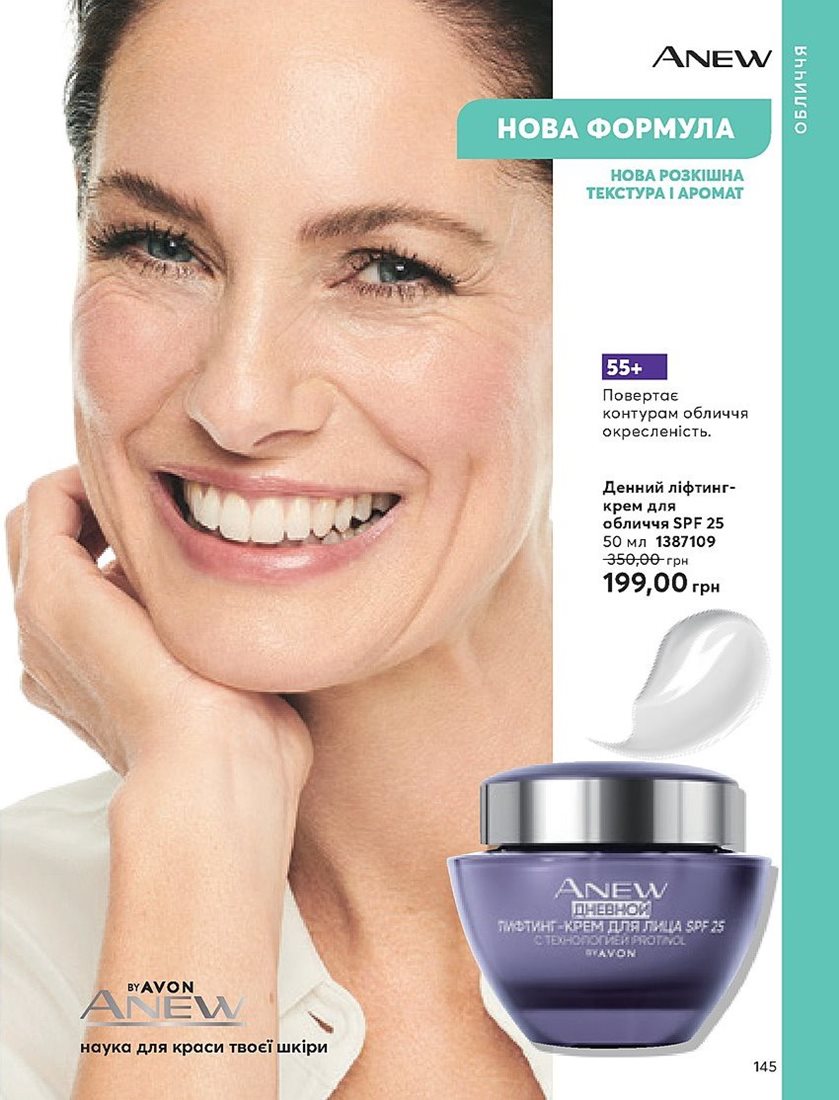 ANEW
ОБЛИЧЧЯ
НОВА ФОРМУЛА
НОВА РОЗКІШНА
ТЕКСТУРА І АРОМАТ
55+
Повертає
контурам обличчя
окресленість.
Денний ліфтинг-
крем для
обличчя SPF 25
50 мл 1387109
350,00 грн
199,00 грн
ANEW
ДНЕВНОЙ
ЛИФТИНГ-КРЕМ ДЛЯ ЛИЦА SPF 25
С ТЕХНОЛОГИЕЙ PROTINOL
BY AVON
BY AVON
ANEW
наука для краси твоєї шкіри
145